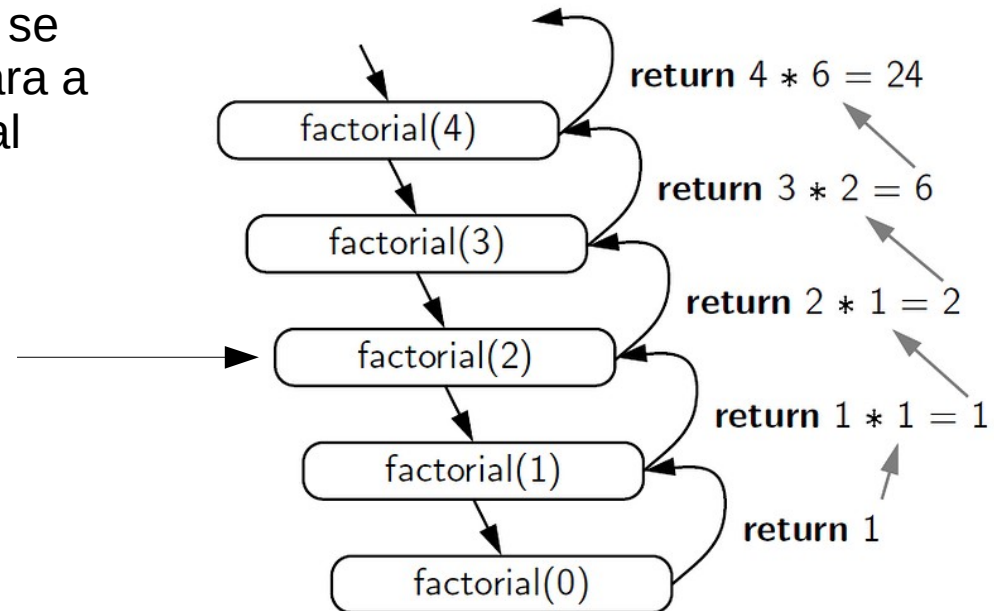 se
ara a
al
return 4 ∗ 6 = 24
factorial(4)
return 3 ∗ 2 = 6
factorial(3)
return 2 ∗ 1 = 2
factorial(2)
return 1 ∗ 1 = 1
factorial(1)
return 1
factorial(0)